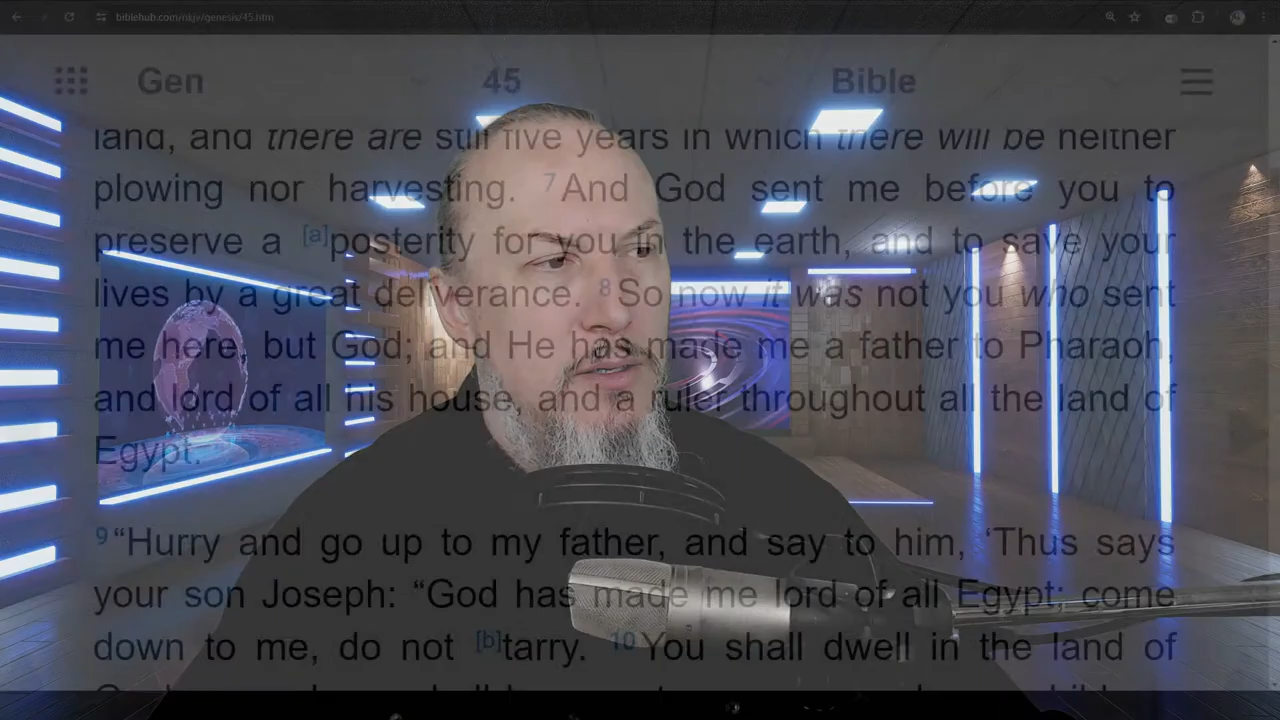 biblehub.com/nkjv/genesis/45.htm
Gen 45 Bible
land, and there are still five years in which there will be neither
plowing nor harvesting. 7 And God sent me before you to
preserve a [a]posterity for you in the earth, and to save your
lives by a great deliverance. 8 So now it was not you who sent
me here, but God; and He has made me a father to Pharaoh,
and lord of all his house, and a ruler throughout all the land of
Egypt.
9 “Hurry and go up to my father, and say to him, ‘Thus says
your son Joseph: “God has made me lord of all Egypt; come
down to me, do not [b]tarry. 10 You shall dwell in the land of